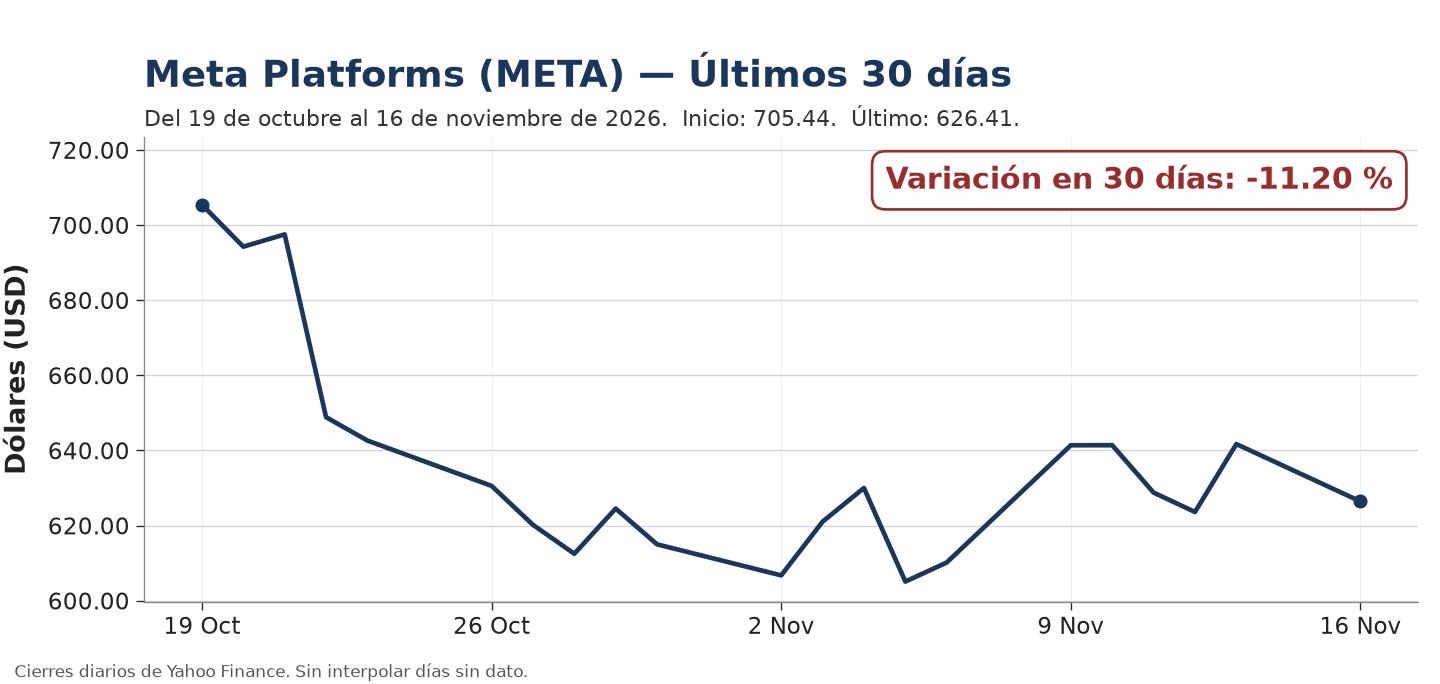 Meta Platforms (META) — Últimos 30 días
Del 19 de octubre al 16 de noviembre de 2026.  Inicio: 705.44.  Último: 626.41.
Variación en 30 días: -11.20 %
Dólares (USD)
720.00
700.00
680.00
660.00
640.00
620.00
600.00
19 Oct
26 Oct
2 Nov
9 Nov
16 Nov
Cierres diarios de Yahoo Finance. Sin interpolar días sin dato.